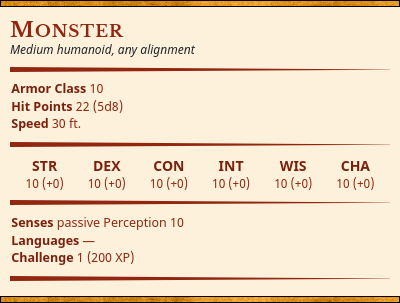 Monster
Medium humanoid, any alignment
Armor Class 10
Hit Points 22 (5d8)
Speed 30 ft.
STR DEX CON INT WIS CHA
10 (+0) 10 (+0) 10 (+0) 10 (+0) 10 (+0) 10 (+0)
Senses passive Perception 10
Languages —
Challenge 1 (200 XP)